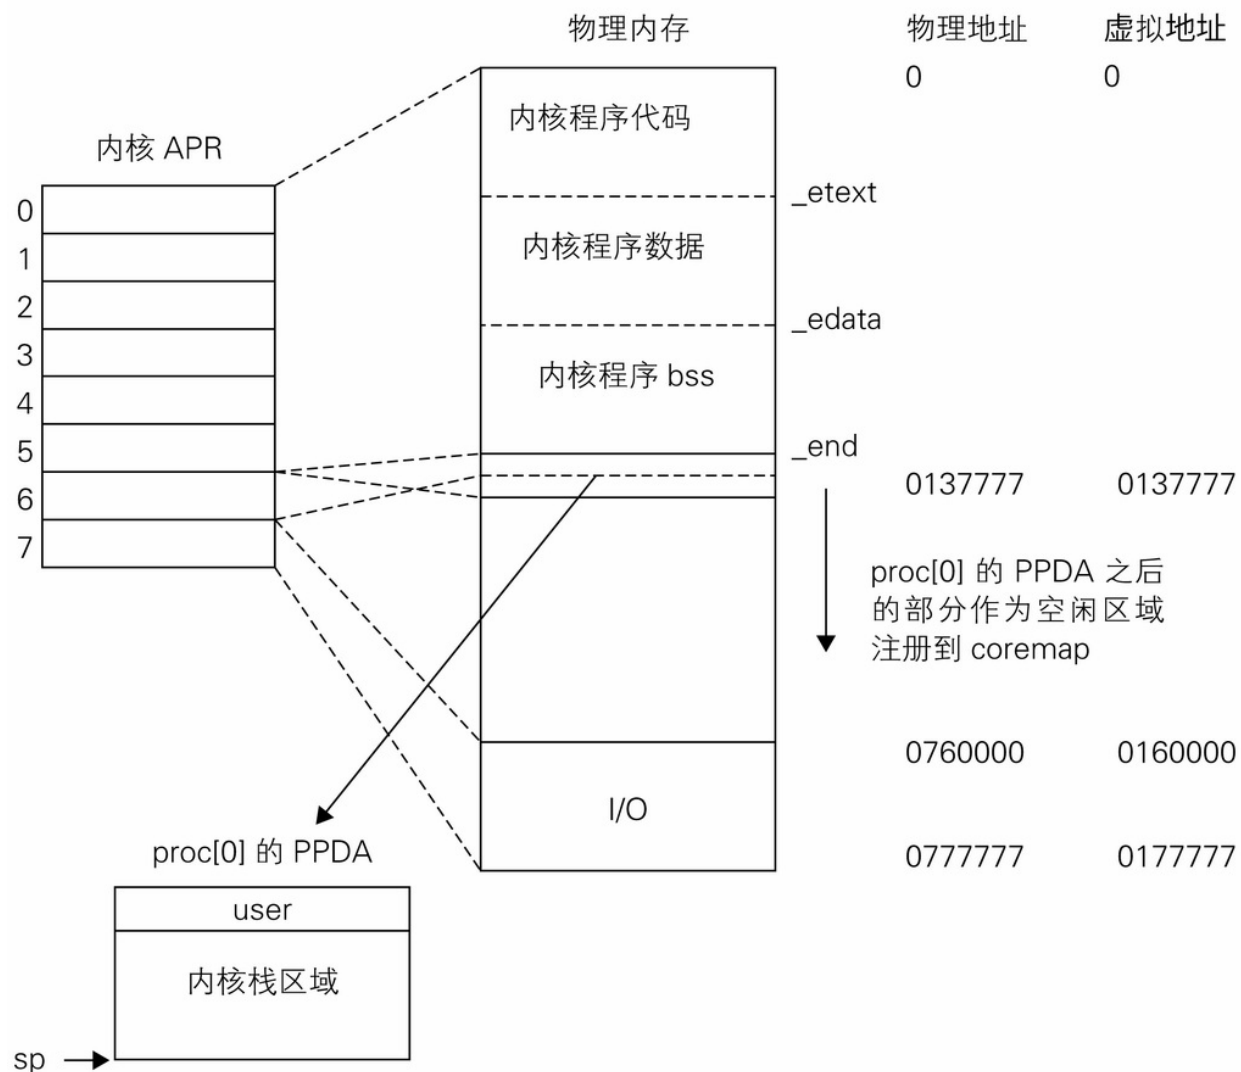 物理内存 物理地址 虚拟地址
0 0
内核程序代码
内核 APR
_etext
0
内核程序数据
1
2
_edata
3
内核程序 bss
4
5
_end
0137777 0137777
6
7
proc[0] 的 PPDA 之后
的部分作为空闲区域
注册到 coremap
0760000 0160000
I/O
proc[0] 的 PPDA
0777777 0177777
user
内核栈区域
sp